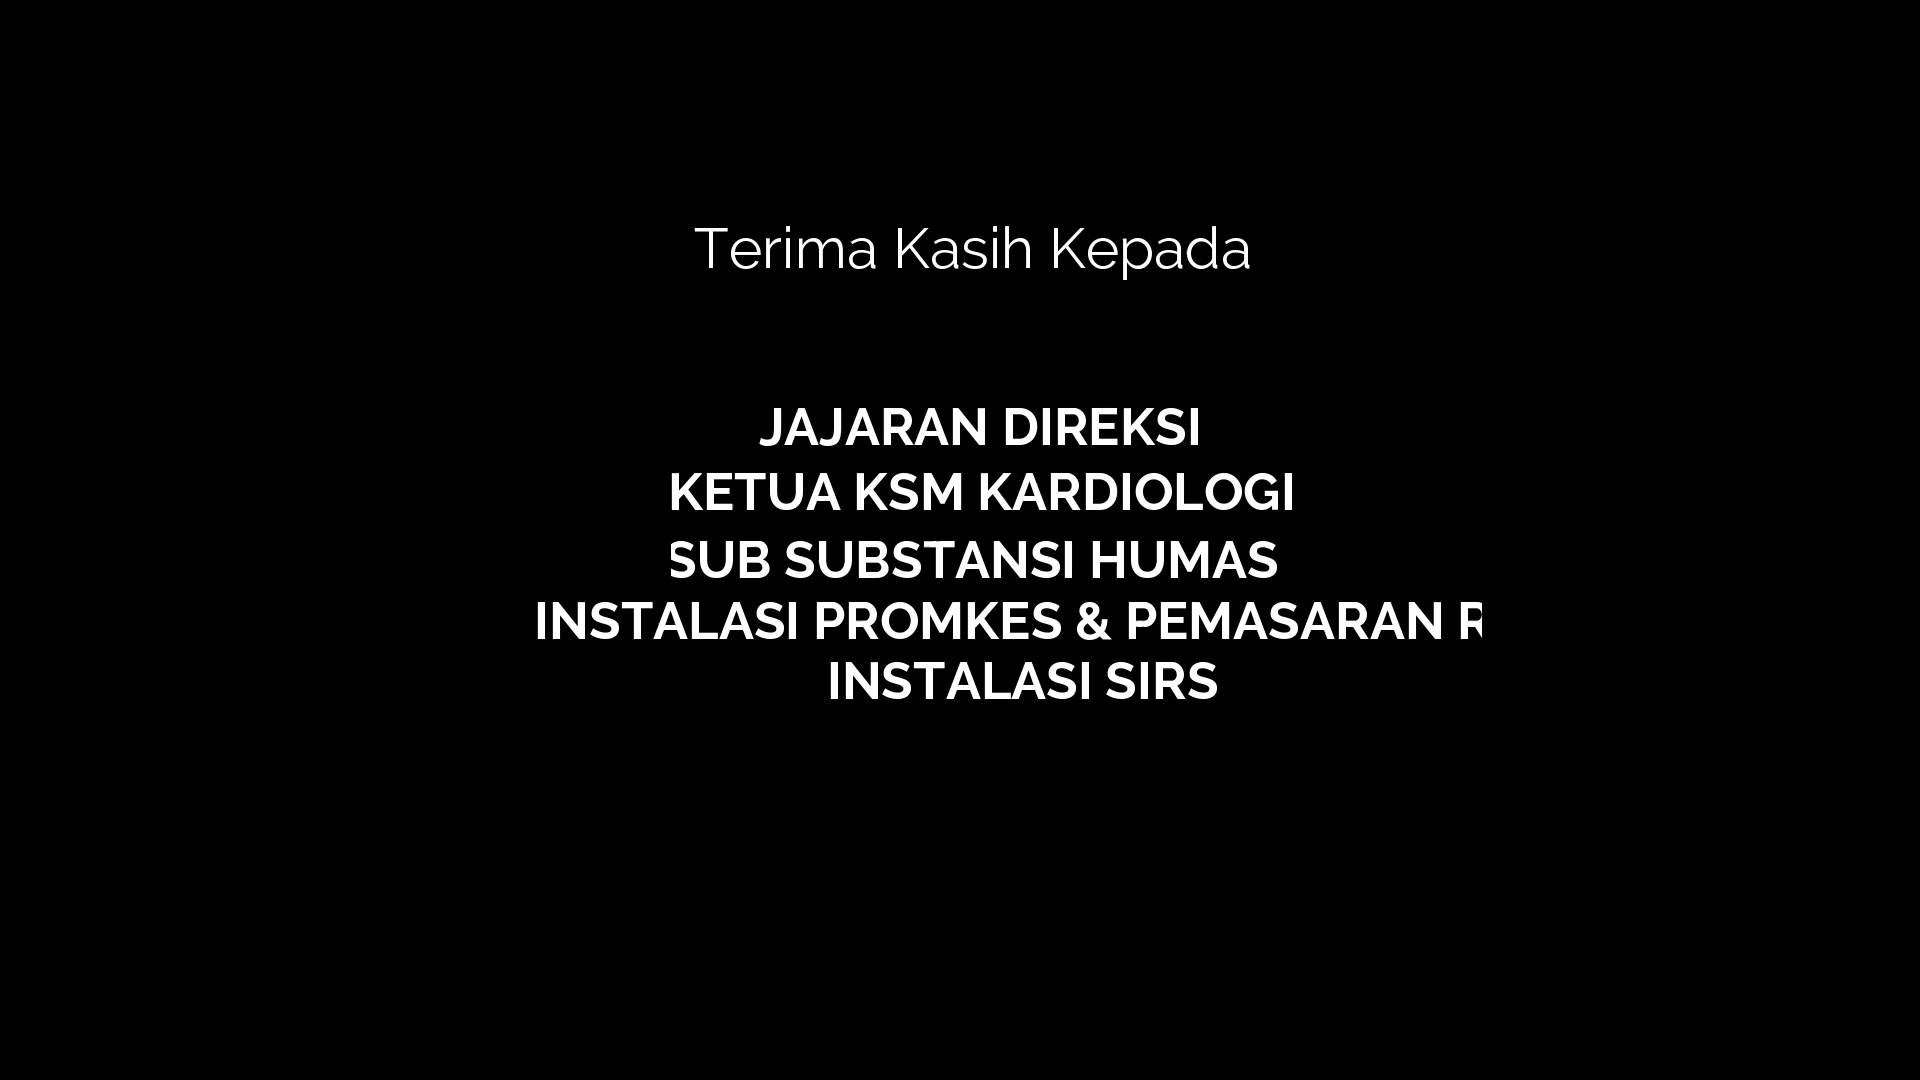 Terima Kasih Kepada
JAJARAN DIREKSI
KETUA KSM KARDIOLOGI
SUB SUBSTANSI HUMAS
INSTALASI PROMKES & PEMASARAN R
INSTALASI SIRS